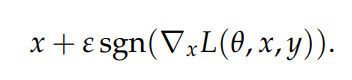 x + ε sgn(∇ₓL(θ, x, y)).